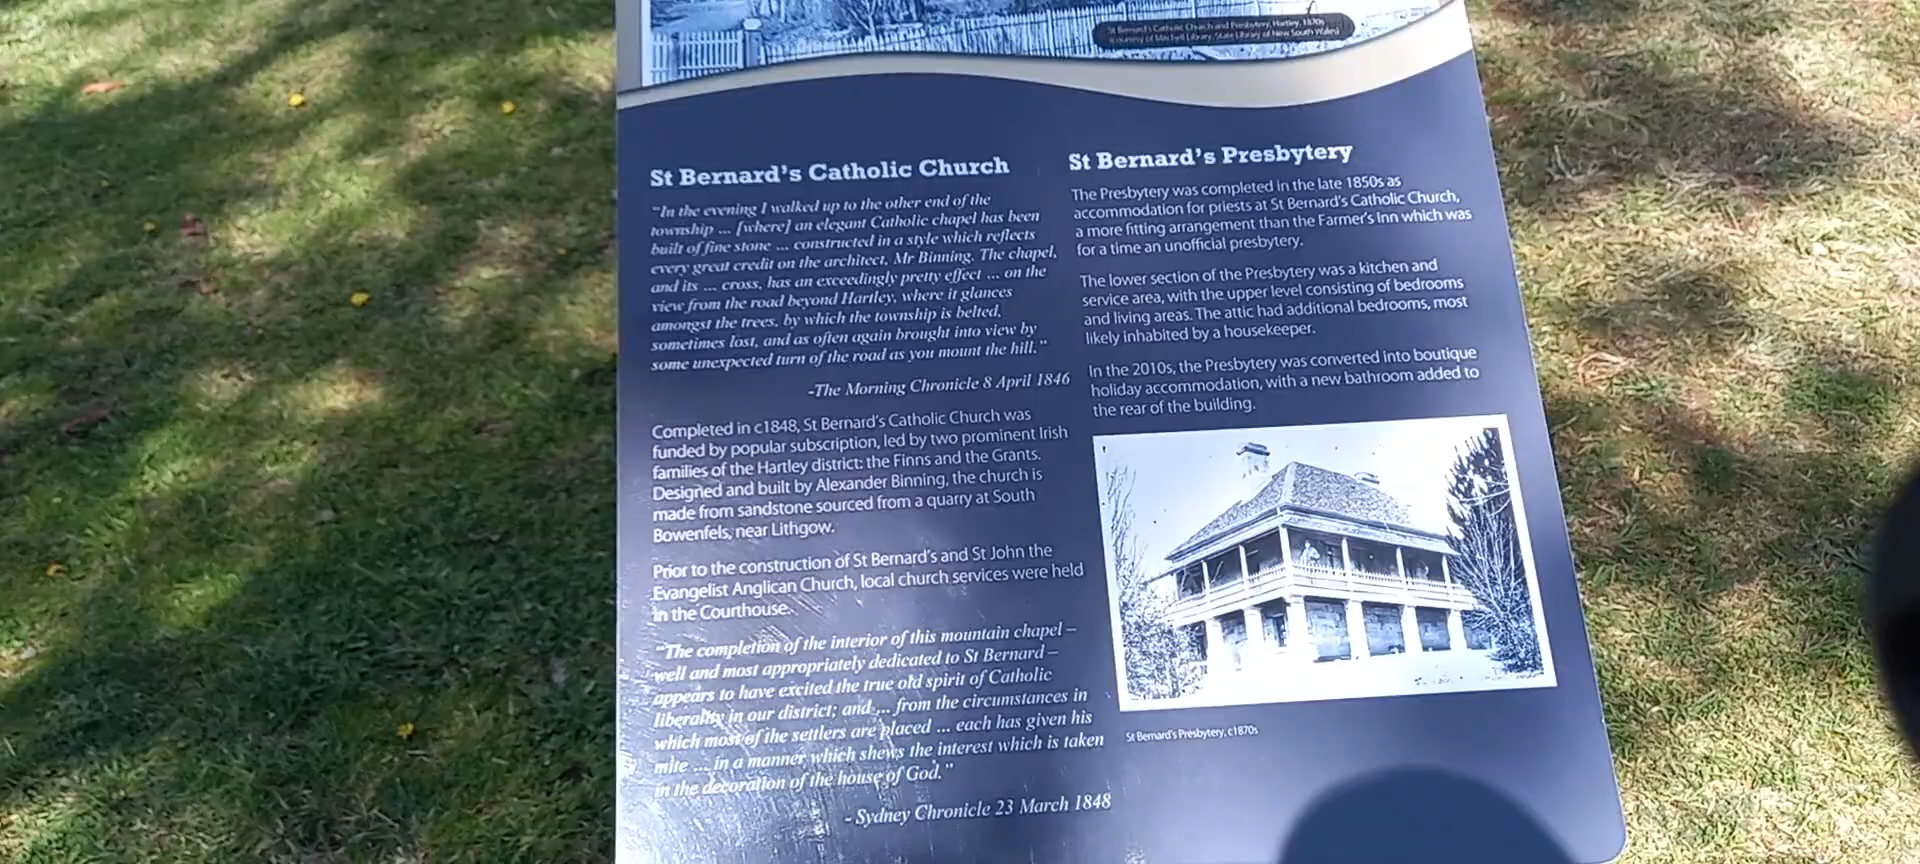 St Bernard's Catholic Church and Presbytery, Hartley, 1870s
(courtesy of Mitchell Library, State Library of New South Wales)
St Bernard's Catholic Church
"In the evening I walked up to the other end of the
township ... [where] an elegant Catholic chapel has been
built of fine stone ... constructed in a style which reflects
every great credit on the architect, Mr Binning. The chapel,
and its ... cross, has an exceedingly pretty effect ... on the
view from the road beyond Hartley, where it glances
amongst the trees, by which the township is belted,
sometimes lost, and as often again brought into view by
some unexpected turn of the road as you mount the hill."
-The Morning Chronicle 8 April 1846
Completed in c1848, St Bernard's Catholic Church was
funded by popular subscription, led by two prominent Irish
families of the Hartley district: the Finns and the Grants.
Designed and built by Alexander Binning, the church is
made from sandstone sourced from a quarry at South
Bowenfels, near Lithgow.
Prior to the construction of St Bernard's and St John the
Evangelist Anglican Church, local church services were held
in the Courthouse.
"The completion of the interior of this mountain chapel –
well and most appropriately dedicated to St Bernard –
appears to have excited the true old spirit of Catholic
liberality in our district; and ... from the circumstances in
which most of the settlers are placed ... each has given his
mite ... in a manner which shews the interest which is taken
in the decoration of the house of God."
- Sydney Chronicle 23 March 1848
St Bernard's Presbytery
The Presbytery was completed in the late 1850s as
accommodation for priests at St Bernard's Catholic Church,
a more fitting arrangement than the Farmer's Inn which was
for a time an unofficial presbytery.
The lower section of the Presbytery was a kitchen and
service area, with the upper level consisting of bedrooms
and living areas. The attic had additional bedrooms, most
likely inhabited by a housekeeper.
In the 2010s, the Presbytery was converted into boutique
holiday accommodation, with a new bathroom added to
the rear of the building.
St Bernard's Presbytery, c1870s